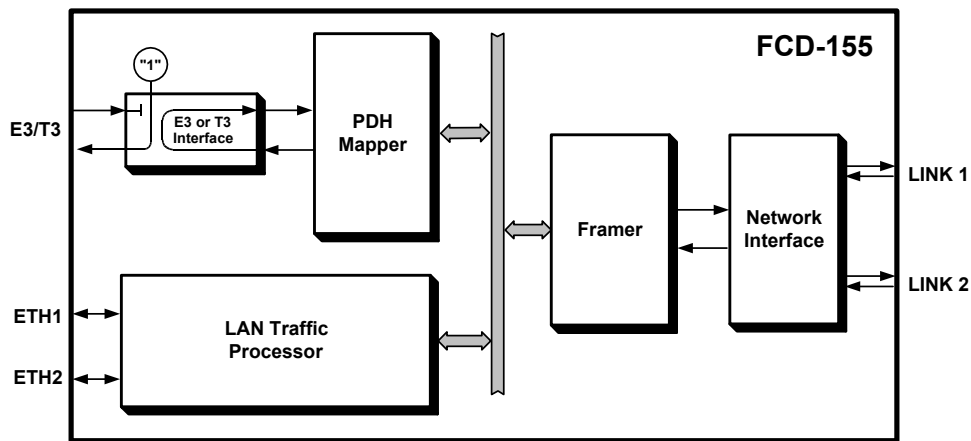 FCD-155
"1"
E3/T3
E3 or T3
Interface
PDH
Mapper
LINK 1
Framer
Network
Interface
LINK 2
ETH1
ETH2
LAN Traffic
Processor